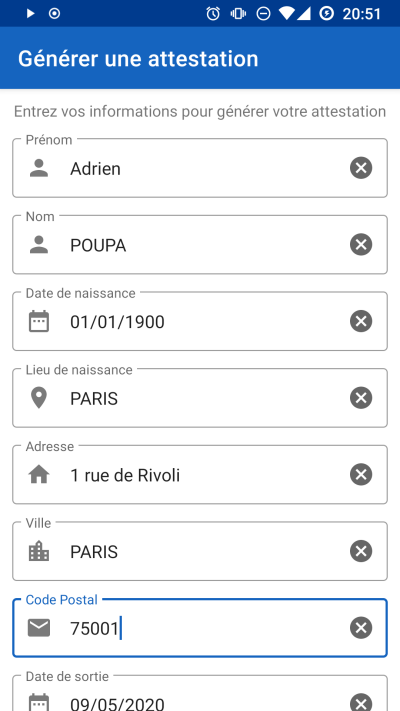 20:51
Générer une attestation
Entrez vos informations pour générer votre attestation
Prénom
Adrien
Nom
POUPA
Date de naissance
01/01/1900
Lieu de naissance
PARIS
Adresse
1 rue de Rivoli
Ville
PARIS
Code Postal
75001
Date de sortie
09/05/2020